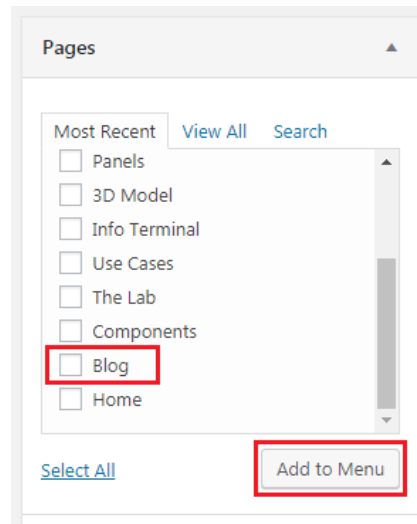 Pages
Most Recent View All Search
Panels
3D Model
Info Terminal
Use Cases
The Lab
Components
Blog
Home
Select All Add to Menu